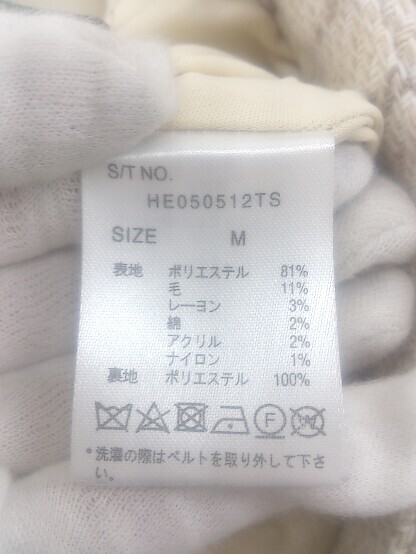 S/T NO.
HE050512TS
SIZE M
表地 ポリエステル 81%
毛 11%
レーヨン 3%
綿 2%
アクリル 2%
ナイロン 1%
裏地 ポリエステル 100%
F W
*洗濯の際はベルトを取り外して下さ
い。